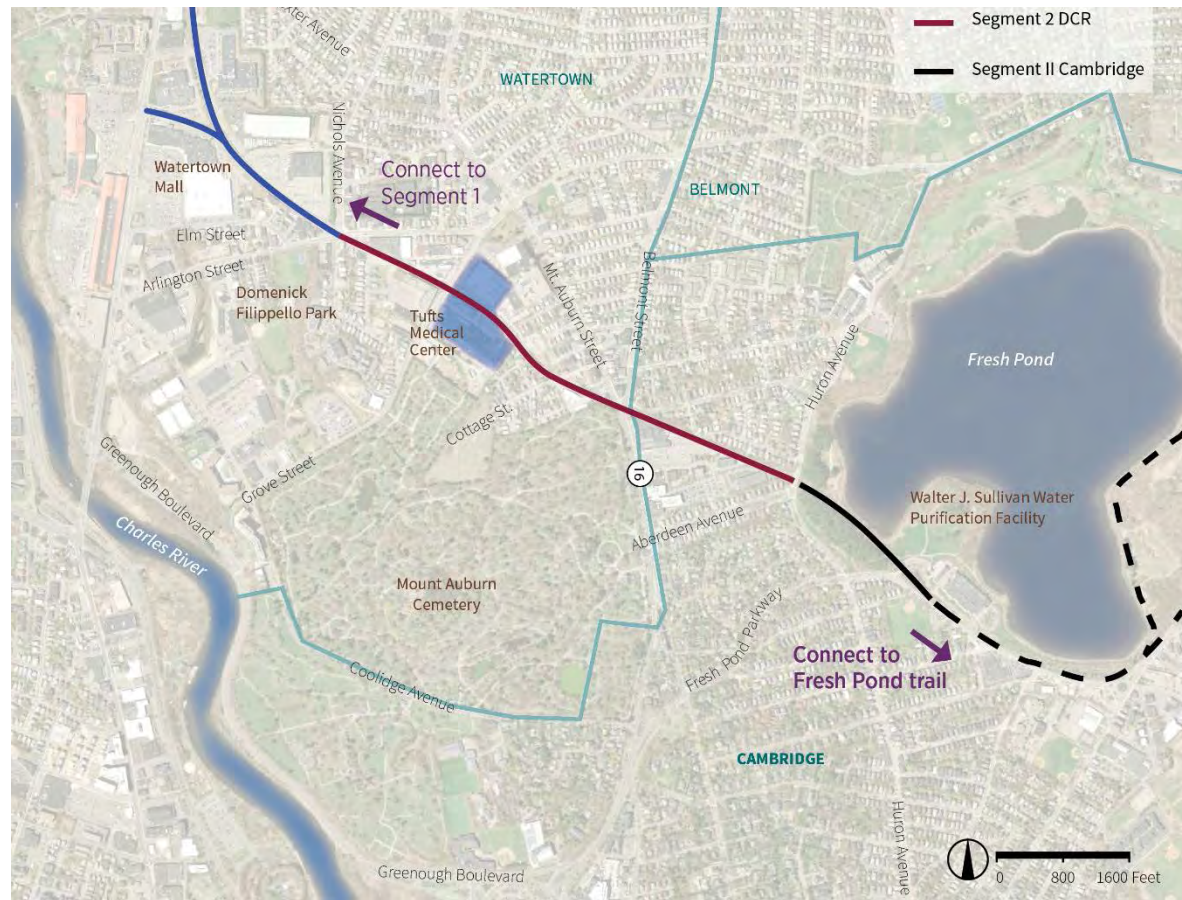 Segment 2 DCR
Segment II Cambridge
Avenue
WATERTOWN
Nichols Avenue
Connect to
Segment 1
Watertown
Mall
BELMONT
Elm Street
Arlington Street
Domenick
Filippello Park
Tufts
Medical
Center
Mt. Auburn Street
Belmont Street
Huron Avenue
Fresh Pond
Cottage St.
Grove Street
Greenough Boulevard
16
Charles River
Walter J. Sullivan Water
Purification Facility
Aberdeen Avenue
Mount Auburn
Cemetery
Fresh Pond Parkway
Connect to
Fresh Pond trail
Coolidge Avenue
CAMBRIDGE
Huron Avenue
Greenough Boulevard
0 800 1600 Feet